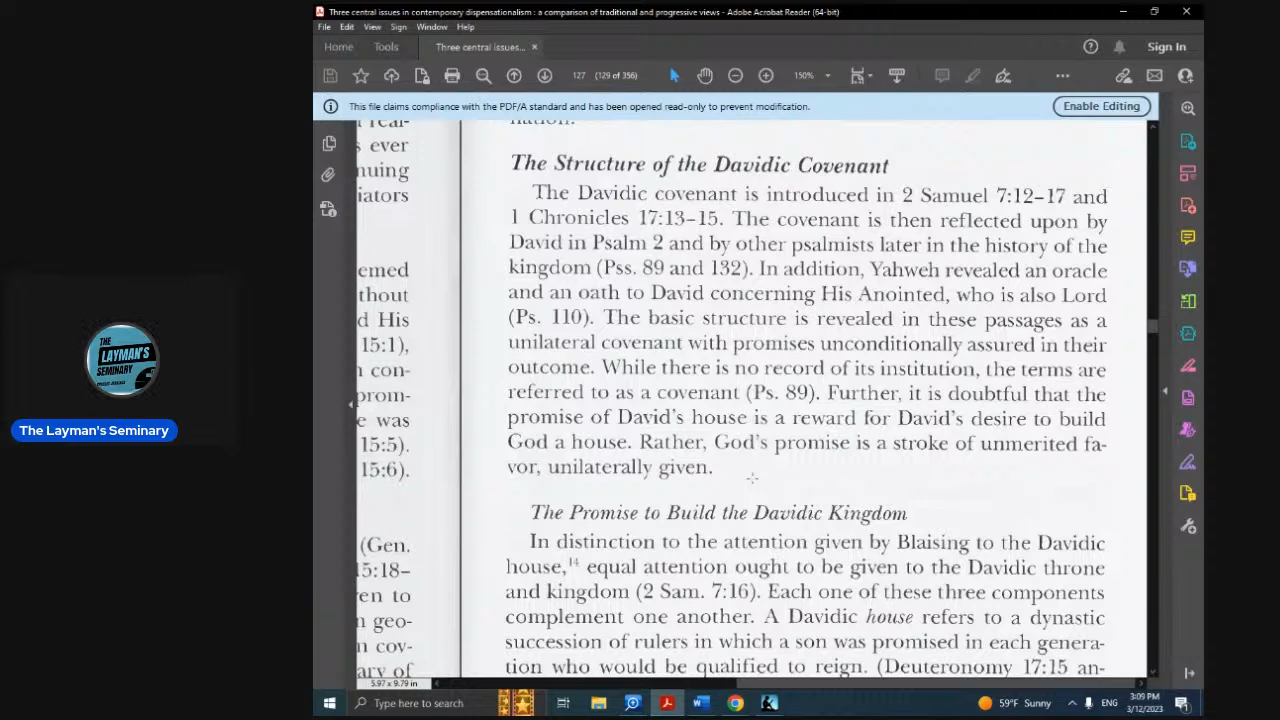 Three central issues in contemporary dispensationalism : a comparison of traditional and progressive views - Adobe Acrobat Reader (64-bit)
File Edit View Sign Window Help
Home Tools Three central issues... × Sign In
127 (129 of 356) 150%
This file claims compliance with the PDF/A standard and has been opened read-only to prevent modification. Enable Editing
s ever
nuing
iators
emed
thout
d His
15:1),
n con-
prom-
e was
15:5).
15:6).
(Gen.
15:18–
en to
n geo-
n cov-
ary of
nation.
The Structure of the Davidic Covenant
The Davidic covenant is introduced in 2 Samuel 7:12–17 and
1 Chronicles 17:13–15. The covenant is then reflected upon by
David in Psalm 2 and by other psalmists later in the history of the
kingdom (Pss. 89 and 132). In addition, Yahweh revealed an oracle
and an oath to David concerning His Anointed, who is also Lord
(Ps. 110). The basic structure is revealed in these passages as a
unilateral covenant with promises unconditionally assured in their
outcome. While there is no record of its institution, the terms are
referred to as a covenant (Ps. 89). Further, it is doubtful that the
promise of David's house is a reward for David's desire to build
God a house. Rather, God's promise is a stroke of unmerited fa-
vor, unilaterally given.
The Promise to Build the Davidic Kingdom
In distinction to the attention given by Blaising to the Davidic
house,14 equal attention ought to be given to the Davidic throne
and kingdom (2 Sam. 7:16). Each one of these three components
complement one another. A Davidic house refers to a dynastic
succession of rulers in which a son was promised in each genera-
tion who would be qualified to reign. (Deuteronomy 17:15 an-
5.97 x 9.79 in
THE
LAYMAN'S
SEMINARY
The Layman's Seminary
Type here to search
59°F Sunny ENG 3:09 PM
3/12/2023